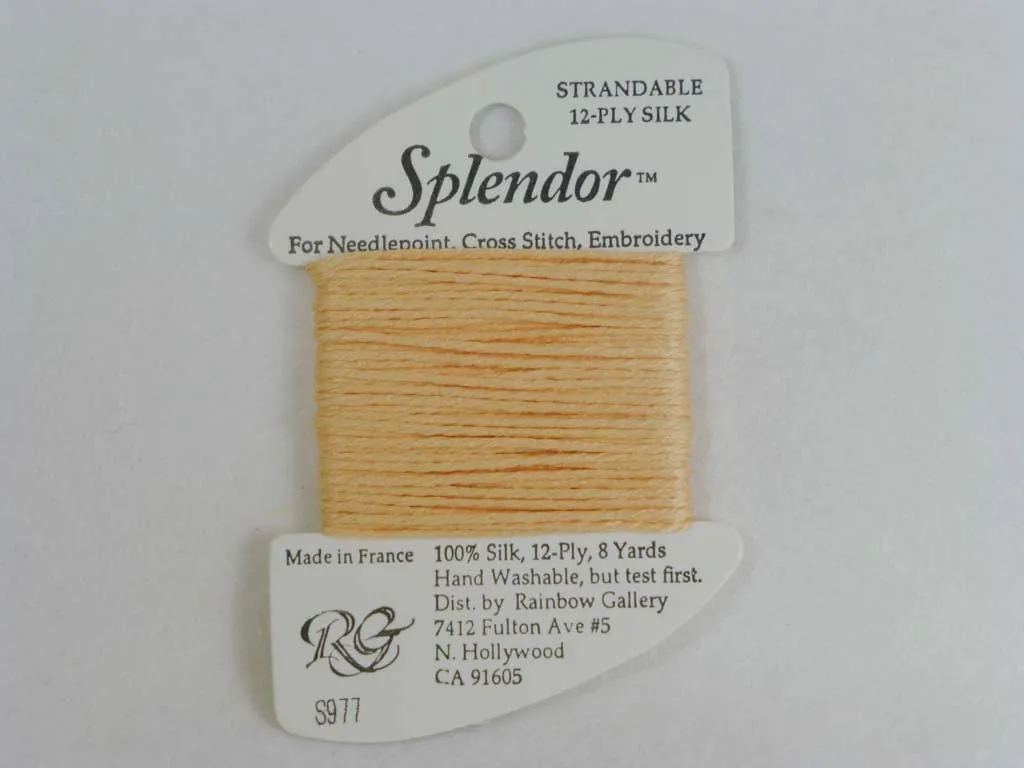 STRANDABLE
12-PLY SILK
Splendor™
For Needlepoint, Cross Stitch, Embroidery
Made in France
100% Silk, 12-Ply, 8 Yards
Hand Washable, but test first.
Dist. by Rainbow Gallery
7412 Fulton Ave #5
N. Hollywood
CA 91605
RG
S977